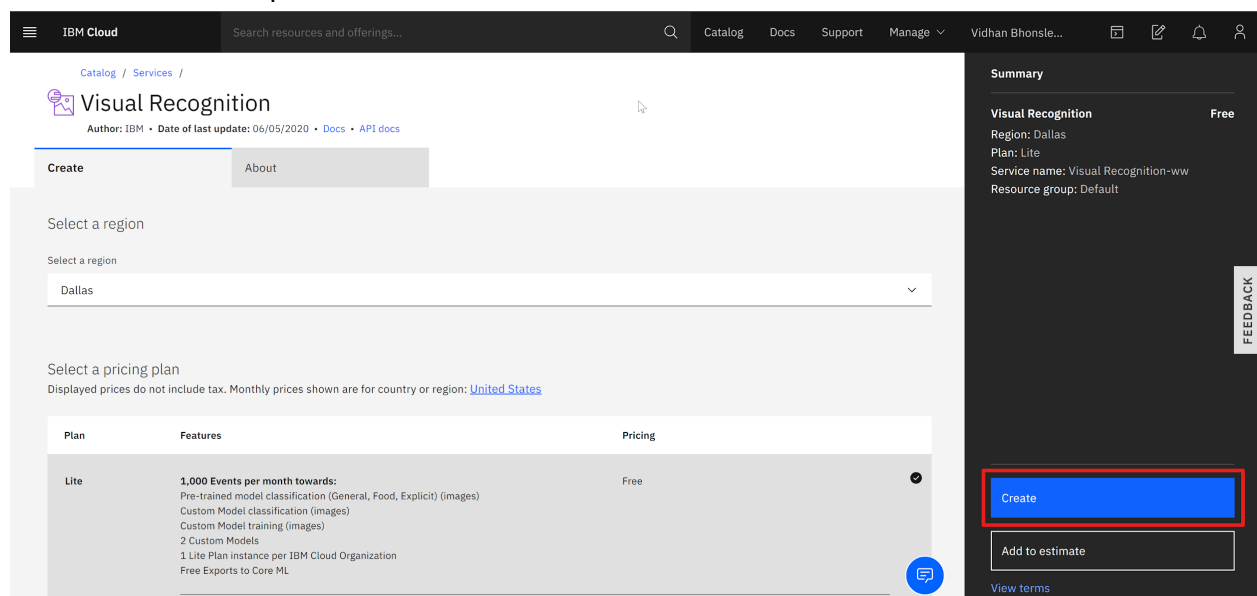 IBM Cloud
Search resources and offerings...
Catalog
Docs
Support
Manage
Vidhan Bhonsle...
Catalog / Services /
Visual Recognition
Author: IBM • Date of last update: 06/05/2020 • Docs • API docs
Create
About
Select a region
Select a region
Dallas
Select a pricing plan
Displayed prices do not include tax. Monthly prices shown are for country or region: United States
Plan
Features
Pricing
Lite
1,000 Events per month towards:
Free
Pre-trained model classification (General, Food, Explicit) (images)
Custom Model classification (images)
Custom Model training (images)
2 Custom Models
1 Lite Plan instance per IBM Cloud Organization
Free Exports to Core ML
Summary
Visual Recognition
Free
Region: Dallas
Plan: Lite
Service name: Visual Recognition-ww
Resource group: Default
FEEDBACK
Create
Add to estimate
View terms